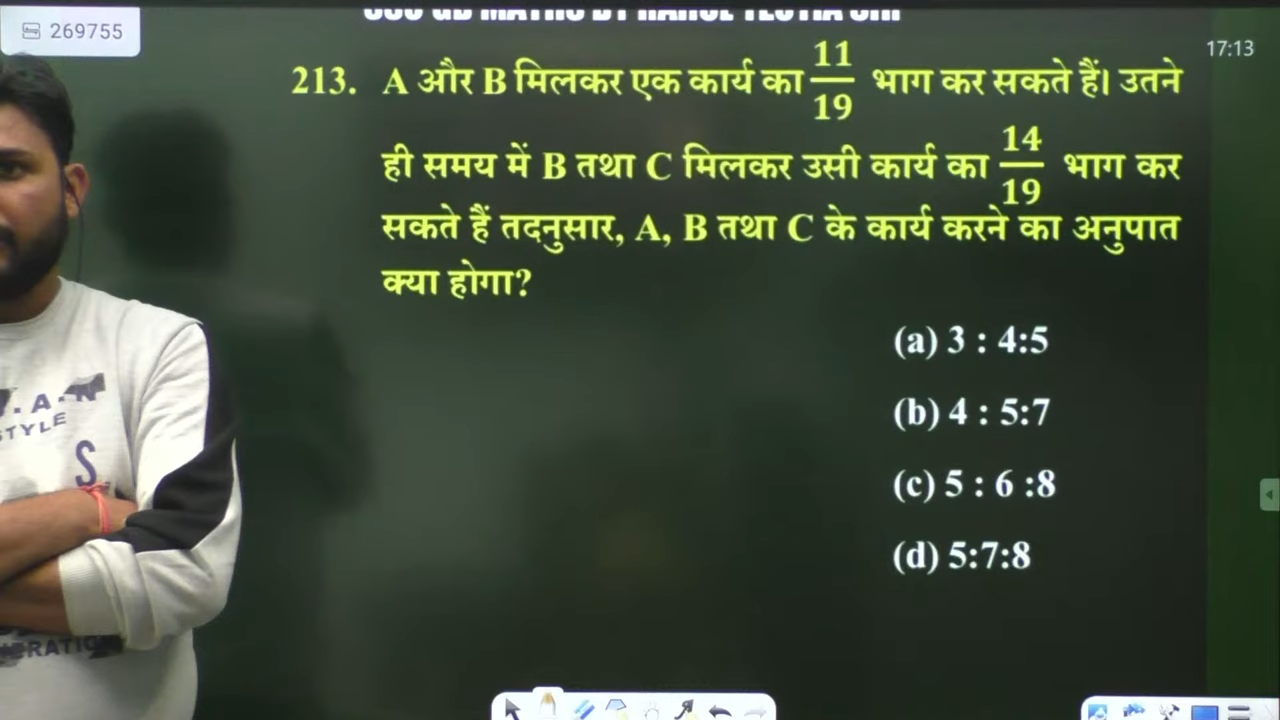 269755
17:13
213. A और B मिलकर एक कार्य का 11/19 भाग कर सकते हैं। उतने
ही समय में B तथा C मिलकर उसी कार्य का 14/19 भाग कर
सकते हैं तदनुसार, A, B तथा C के कार्य करने का अनुपात
क्या होगा?
(a) 3 : 4:5
(b) 4 : 5:7
(c) 5 : 6 :8
(d) 5:7:8
STYLE
S